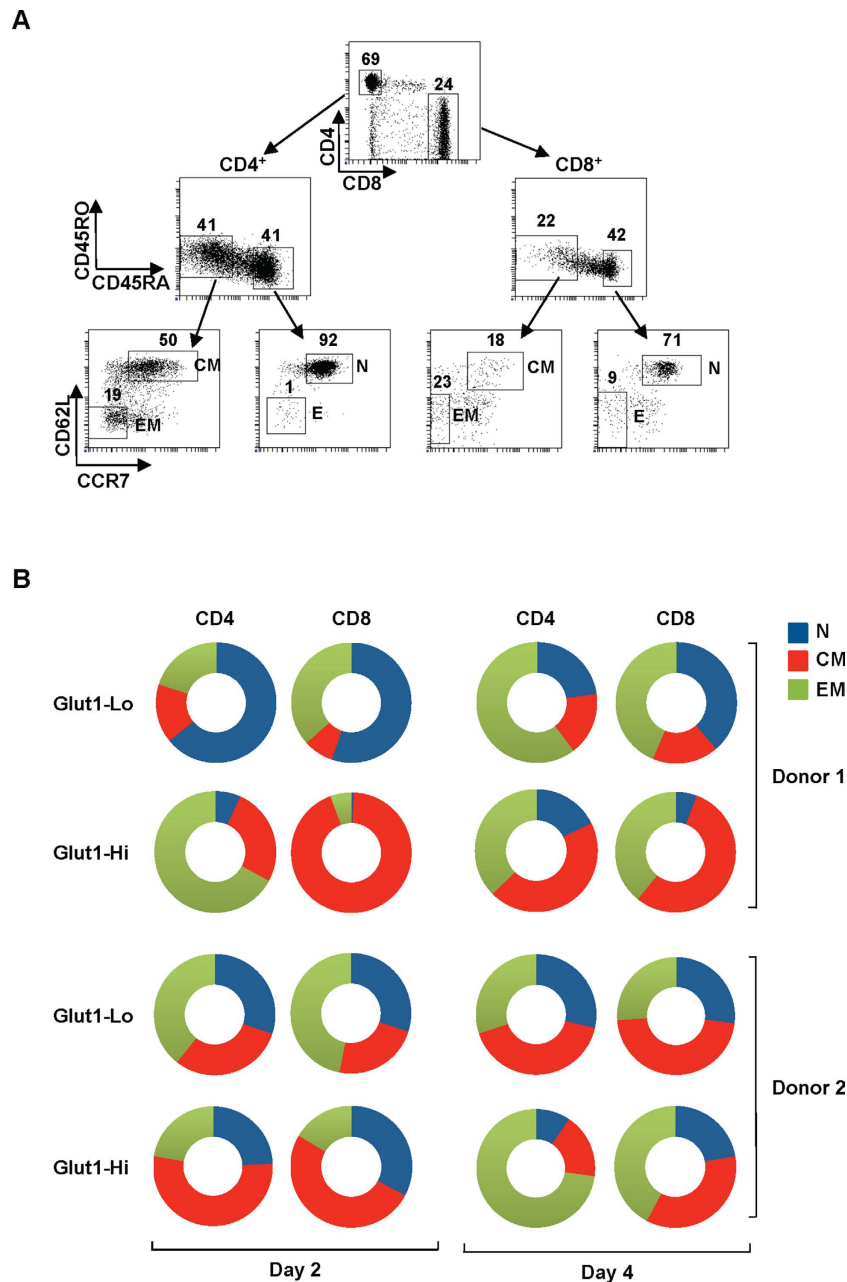 A
69
24
CD4
CD8
CD4+
CD8+
CD45RO
CD45RA
41
41
22
42
50
CM
19
EM
92
N
1
E
18
CM
23
EM
71
N
9
E
CD62L
CCR7
B
CD4 CD8 CD4 CD8
N
CM
EM
Glut1-Lo
Glut1-Hi
Donor 1
Glut1-Lo
Glut1-Hi
Donor 2
Day 2 Day 4